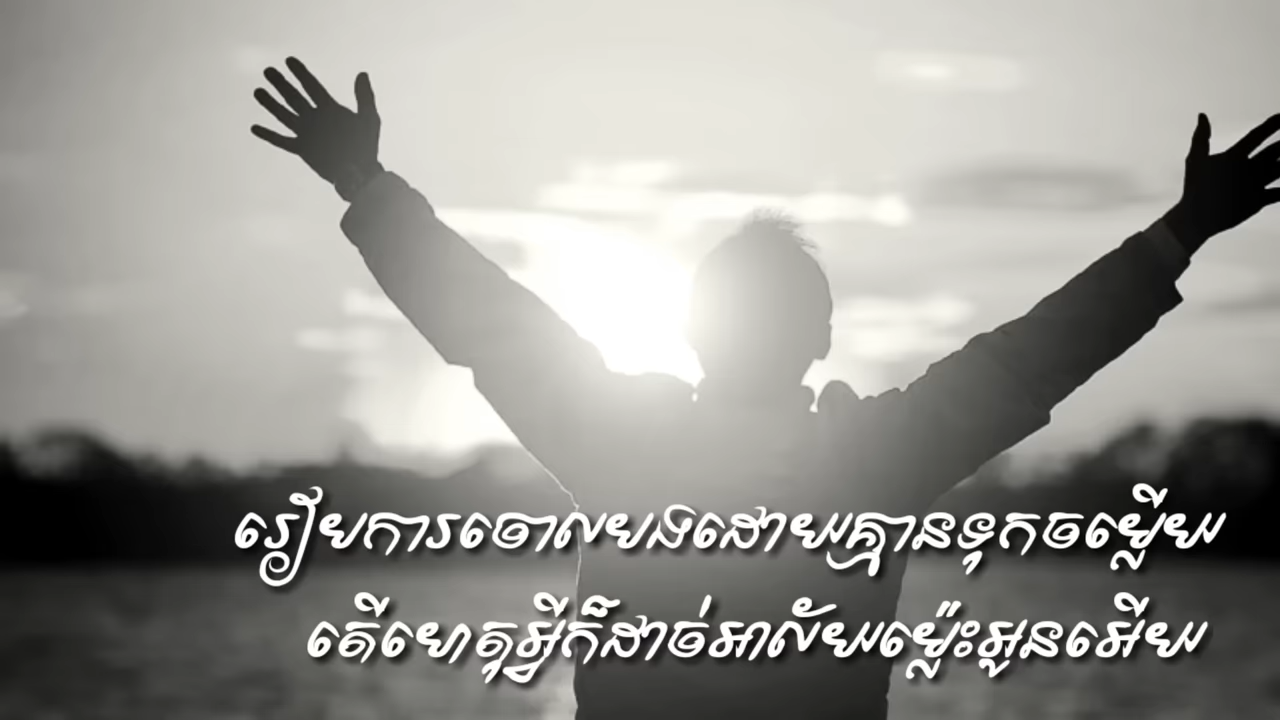 រៀបការចោលយងដោយគ្មានទុកចម្លើយ
តើហេតុអ្វីក៏ដាច់អាល័យម្ល៉េះអូនអើយ